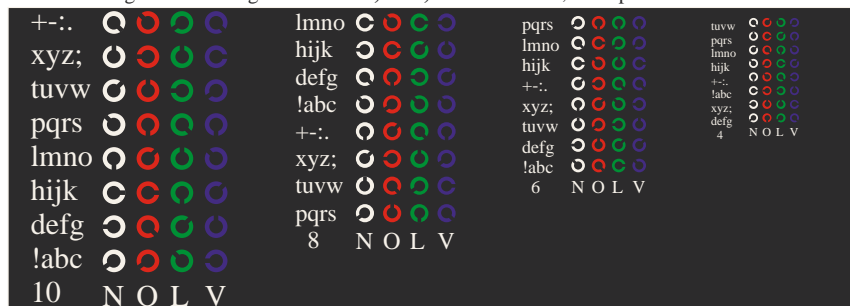 +-:.
xyz;
tuvw
pqrs
lmno
hijk
defg
!abc
10 N O L V
lmno
hijk
defg
!abc
+-:.
xyz;
tuvw
pqrs
8 N O L V
pqrs
lmno
hijk
+-:.
xyz;
tuvw
defg
!abc
6 N O L V
tuvw
pqrs
lmno
hijk
+-:.
!abc
xyz;
defg
4 N O L V